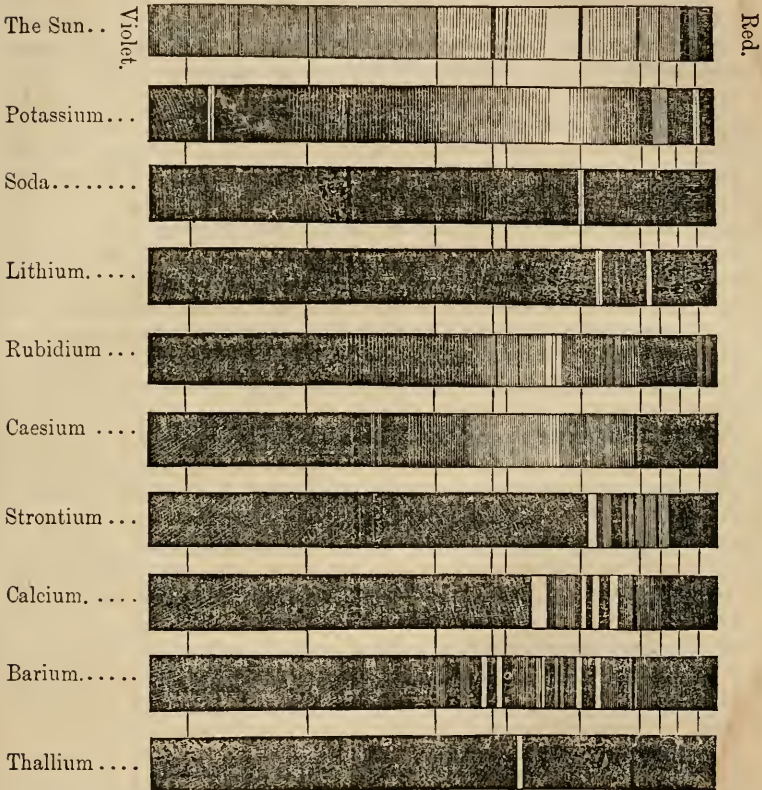 The Sun..
Violet.
Red.
Potassium...
Soda........
Lithium.....
Rubidium ...
Caesium ....
Strontium ...
Calcium. ....
Barium......
Thallium ....